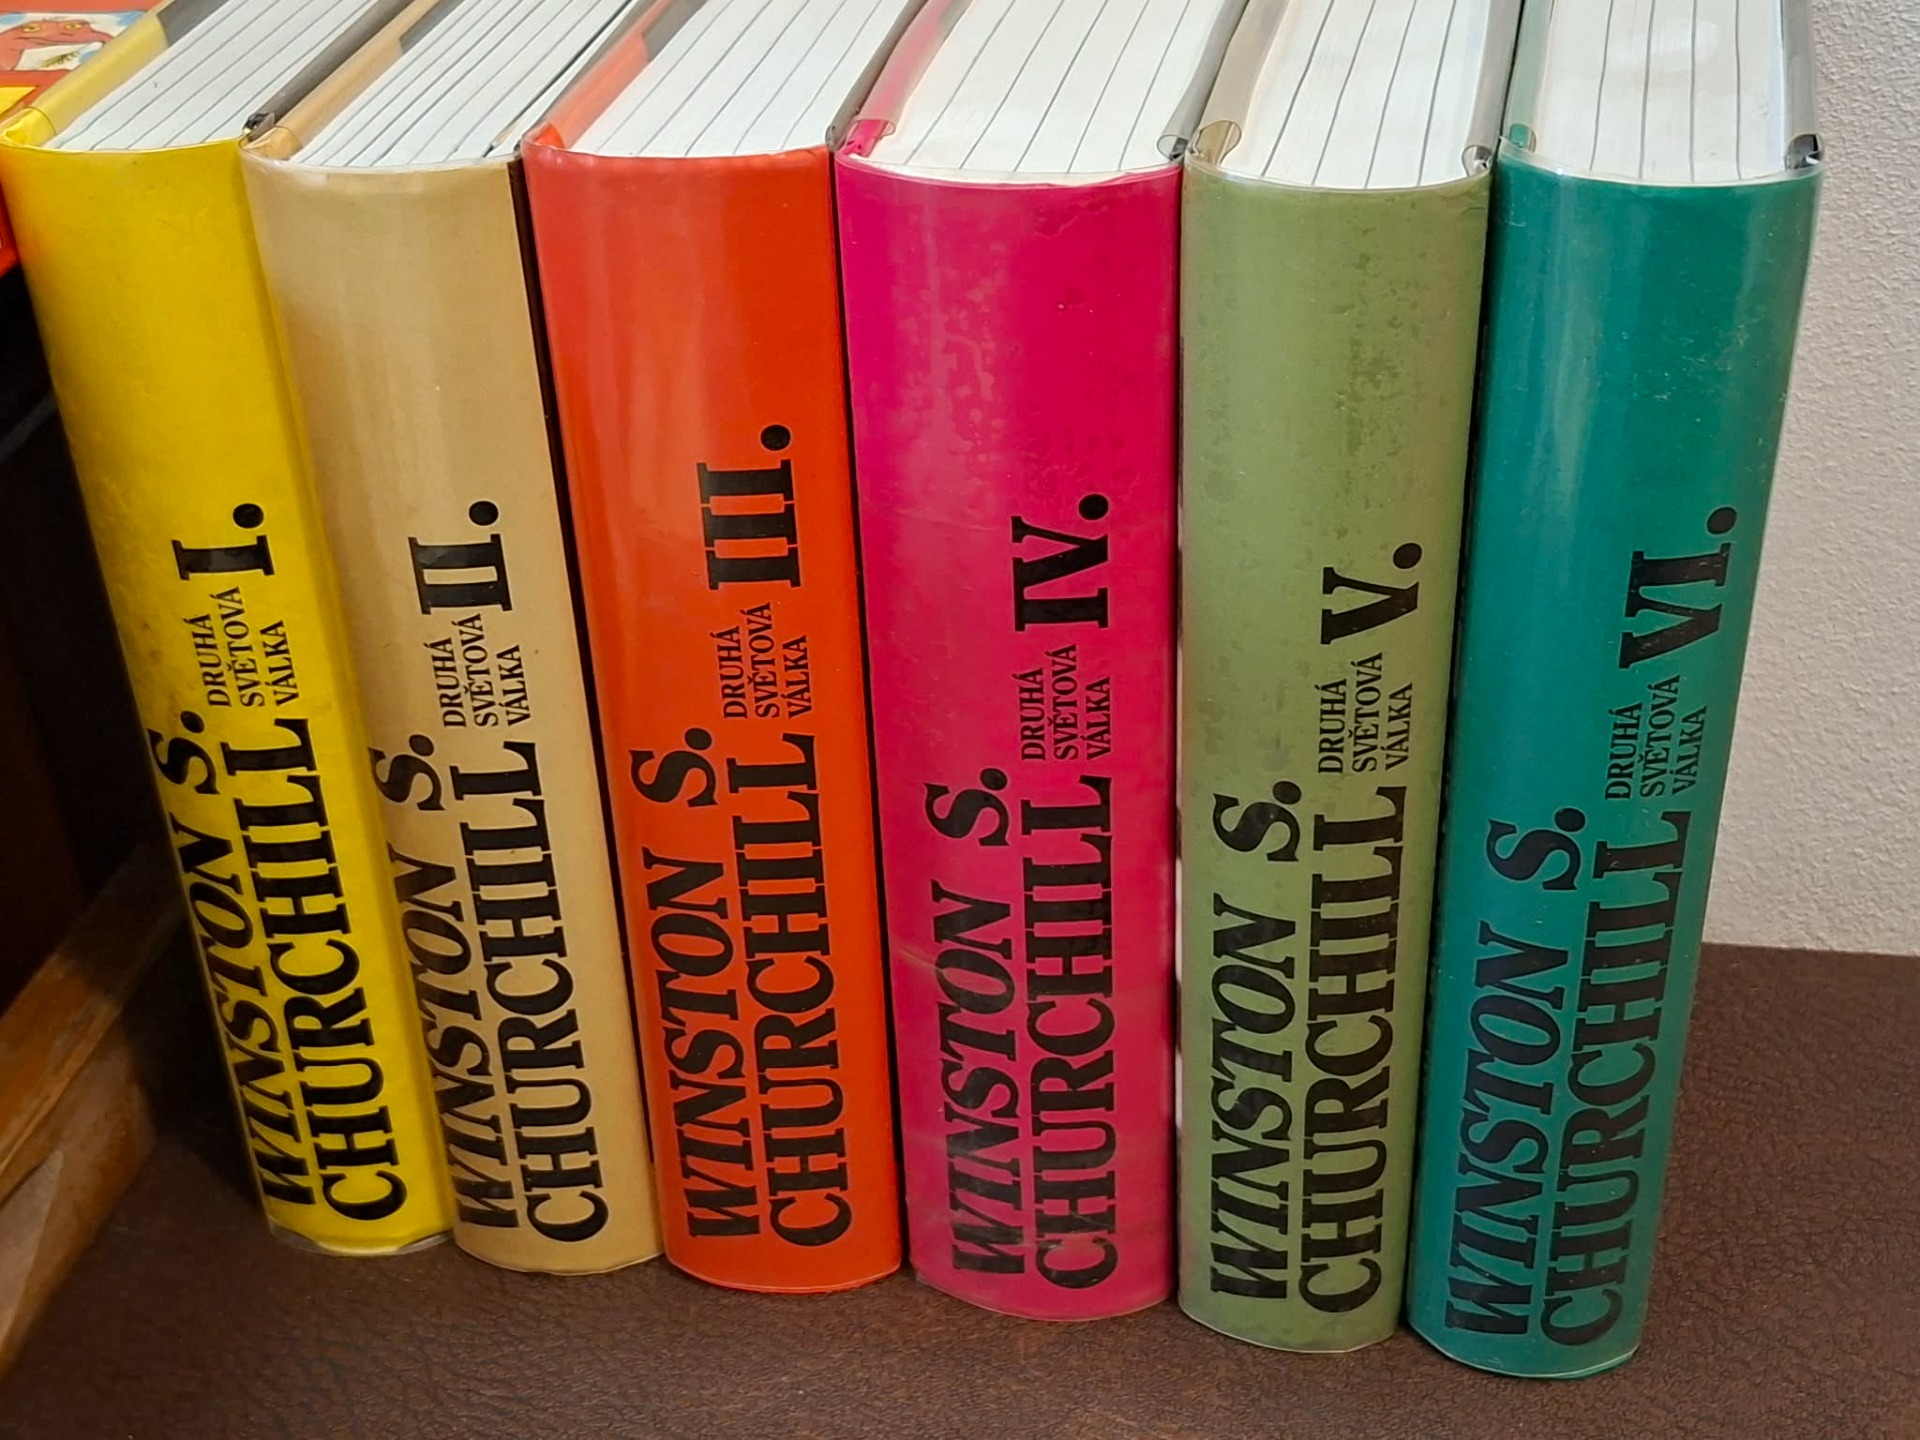 WINSTON S.
CHURCHILL
DRUHÁ
SVĚTOVÁ
VÁLKA
I.
WINSTON S.
CHURCHILL
DRUHÁ
SVĚTOVÁ
VÁLKA
II.
WINSTON S.
CHURCHILL
DRUHÁ
SVĚTOVÁ
VÁLKA
III.
WINSTON S.
CHURCHILL
DRUHÁ
SVĚTOVÁ
VÁLKA
IV.
WINSTON S.
CHURCHILL
DRUHÁ
SVĚTOVÁ
VÁLKA
V.
WINSTON S.
CHURCHILL
DRUHÁ
SVĚTOVÁ
VÁLKA
VI.